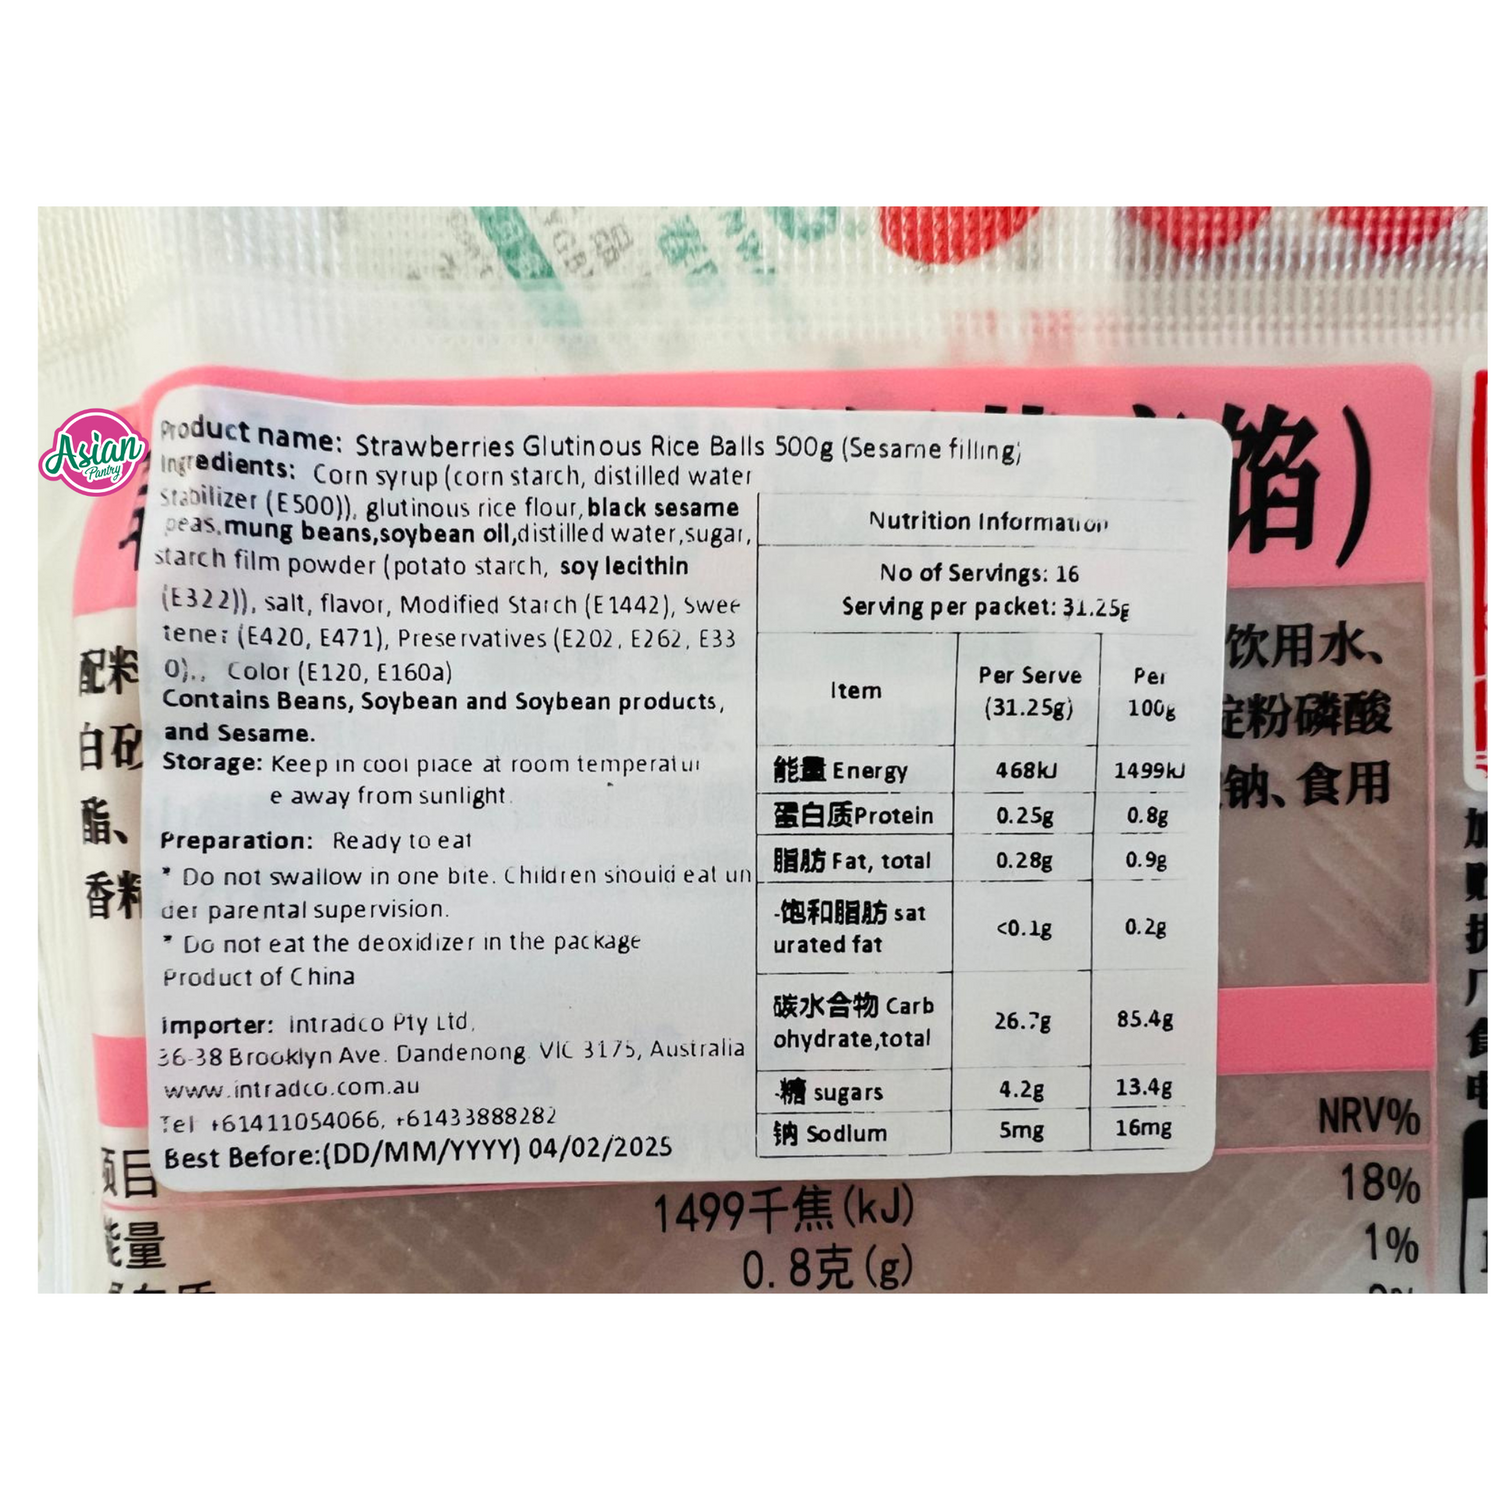 Asian
Pantry
馅)
Product name: Strawberries Glutinous Rice Balls 500g (Sesame filling)
Ingredients: Corn syrup (corn starch, distilled water
Stabilizer (E500)), glutinous rice flour, black sesame
peas, mung beans,soybean oil,distilled water,sugar,
starch film powder (potato starch, soy lecithin
(E322)), salt, flavor, Modified Starch (E1442), Swee
tener (E420, E471), Preservatives (E202, E262, E33
0)., Color (E120, E160a)
Contains Beans, Soybean and Soybean products,
and Sesame.
Storage: Keep in cool place at room temperatur
e away from sunlight.
Preparation: Ready to eat
* Do not swallow in one bite. Children should eat un
der parental supervision.
* Do not eat the deoxidizer in the package
Product of China
Importer: Intradco Pty Ltd,
36-38 Brooklyn Ave. Dandenong. VIC 3175, Australia
www.intradco.com.au
Tel +61411054066, +61433888282
Best Before:(DD/MM/YYYY) 04/02/2025
Nutrition Information
No of Servings: 16
Serving per packet: 31.25g
Item Per Serve (31.25g) Per 100g
能量 Energy 468kJ 1499kJ
蛋白质Protein 0.25g 0.8g
脂肪 Fat, total 0.28g 0.9g
-饱和脂肪 sat
urated fat <0.1g 0.2g
碳水合物 Carb
ohydrate,total 26.7g 85.4g
-糖 sugars 4.2g 13.4g
钠 Sodium 5mg 16mg
配料
饮用水、
白砂
淀粉磷酸
酯、
钠、食用
香料
NRV%
项目
18%
能量
1499千焦(kJ)
1%
0.8克(g)